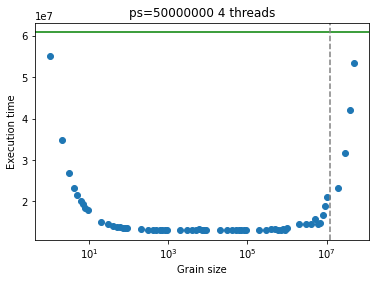 ps=50000000 4 threads
1e7
6
5
4
3
2
Execution time
10^1
10^3
10^5
10^7
Grain size